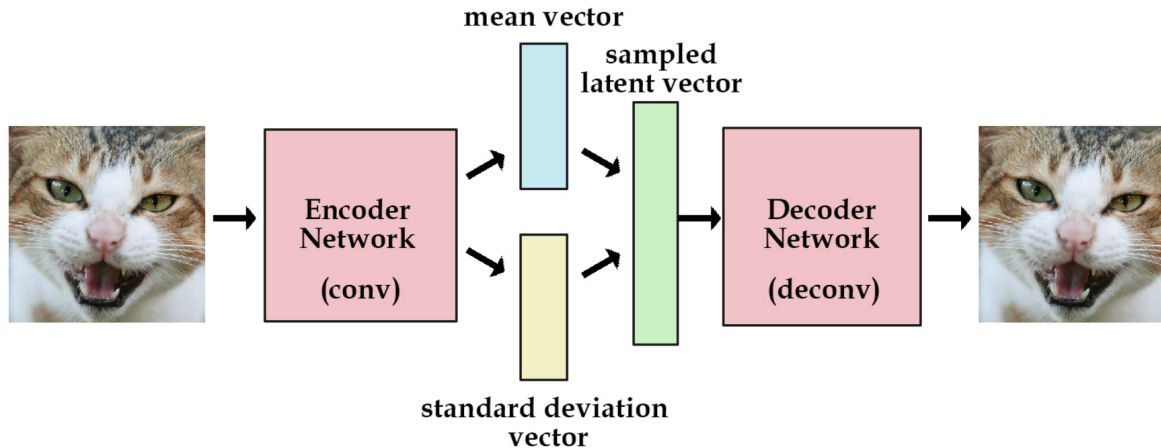 mean vector
sampled
latent vector
Encoder
Network
(conv)
Decoder
Network
(deconv)
standard deviation
vector